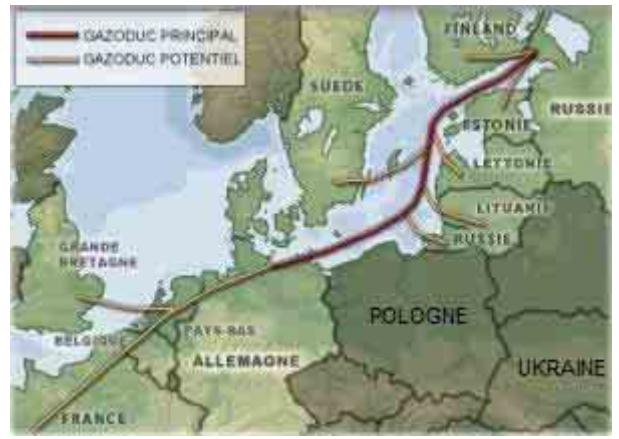 GAZODUC PRINCIPAL
GAZODUC POTENTIEL
FINLAND
SUEDE
RUSSIE
ESTONIE
LETTONIE
LITUANIE
RUSSIE
GRANDE
BRETAGNE
POLOGNE
PAYS-BAS
BELGIQUE
ALLEMAGNE
UKRAINE
FRANCE